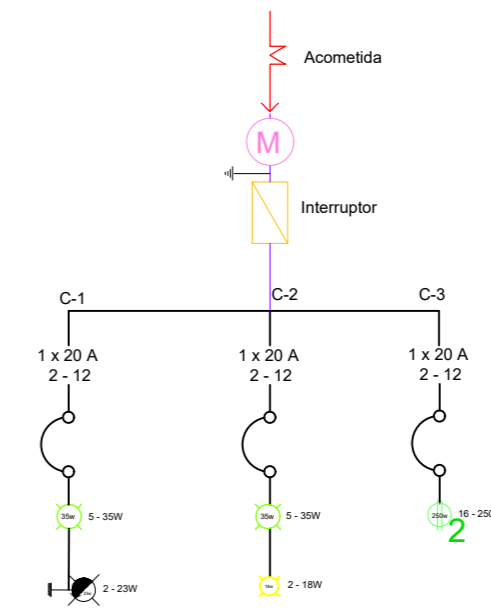 Acometida
M
Interruptor
C-1
C-2
C-3
1 x 20 A
2 - 12
1 x 20 A
2 - 12
1 x 20 A
2 - 12
35w
5 - 35W
35w
5 - 35W
250w
16 - 250
2
2 - 23W
2 - 18W